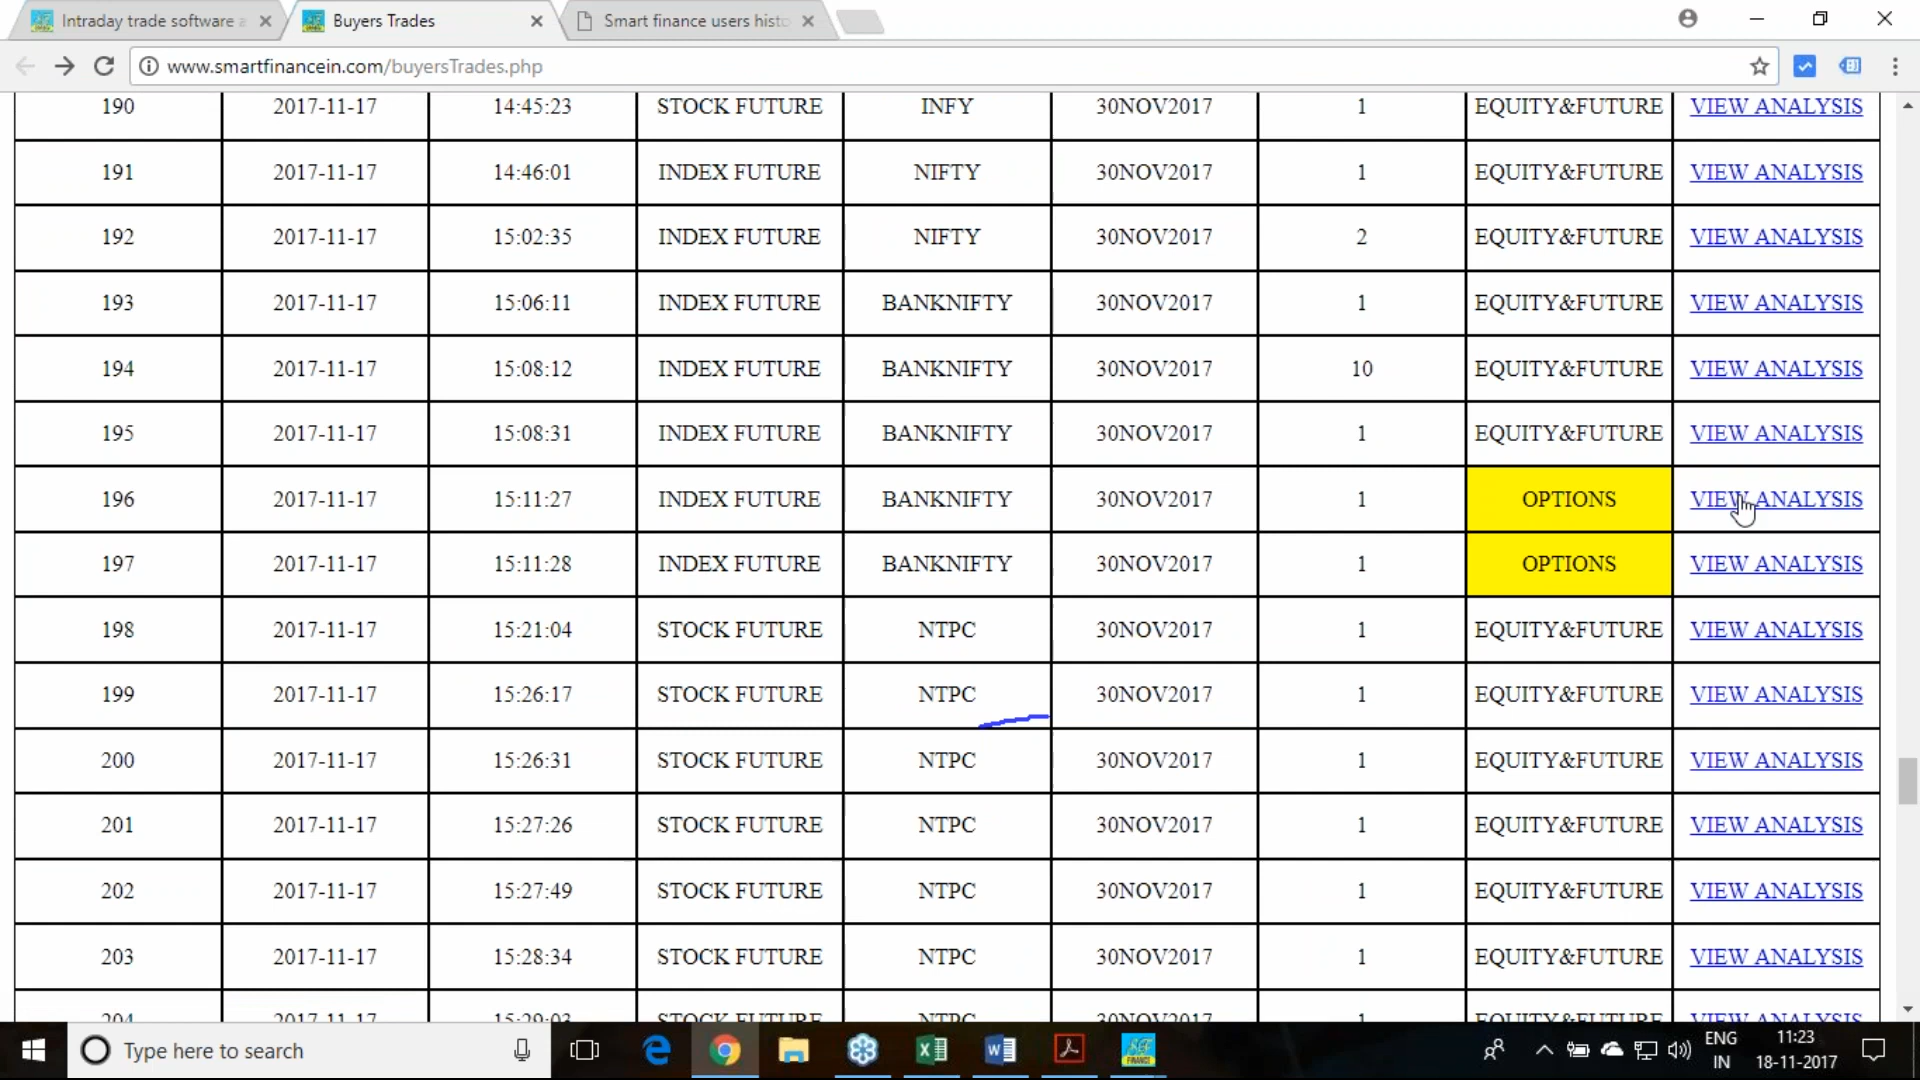 Intraday trade software a
Buyers Trades
Smart finance users histo
www.smartfinancein.com/buyersTrades.php
190 2017-11-17 14:45:23 STOCK FUTURE INFY 30NOV2017 1 EQUITY&FUTURE VIEW ANALYSIS
191 2017-11-17 14:46:01 INDEX FUTURE NIFTY 30NOV2017 1 EQUITY&FUTURE VIEW ANALYSIS
192 2017-11-17 15:02:35 INDEX FUTURE NIFTY 30NOV2017 2 EQUITY&FUTURE VIEW ANALYSIS
193 2017-11-17 15:06:11 INDEX FUTURE BANKNIFTY 30NOV2017 1 EQUITY&FUTURE VIEW ANALYSIS
194 2017-11-17 15:08:12 INDEX FUTURE BANKNIFTY 30NOV2017 10 EQUITY&FUTURE VIEW ANALYSIS
195 2017-11-17 15:08:31 INDEX FUTURE BANKNIFTY 30NOV2017 1 EQUITY&FUTURE VIEW ANALYSIS
196 2017-11-17 15:11:27 INDEX FUTURE BANKNIFTY 30NOV2017 1 OPTIONS VIEW ANALYSIS
197 2017-11-17 15:11:28 INDEX FUTURE BANKNIFTY 30NOV2017 1 OPTIONS VIEW ANALYSIS
198 2017-11-17 15:21:04 STOCK FUTURE NTPC 30NOV2017 1 EQUITY&FUTURE VIEW ANALYSIS
199 2017-11-17 15:26:17 STOCK FUTURE NTPC 30NOV2017 1 EQUITY&FUTURE VIEW ANALYSIS
200 2017-11-17 15:26:31 STOCK FUTURE NTPC 30NOV2017 1 EQUITY&FUTURE VIEW ANALYSIS
201 2017-11-17 15:27:26 STOCK FUTURE NTPC 30NOV2017 1 EQUITY&FUTURE VIEW ANALYSIS
202 2017-11-17 15:27:49 STOCK FUTURE NTPC 30NOV2017 1 EQUITY&FUTURE VIEW ANALYSIS
203 2017-11-17 15:28:34 STOCK FUTURE NTPC 30NOV2017 1 EQUITY&FUTURE VIEW ANALYSIS
204 2017-11-17 15:29:03 STOCK FUTURE NTPC 30NOV2017 1 EQUITY&FUTURE VIEW ANALYSIS
Type here to search
ENG
IN
11:23
18-11-2017